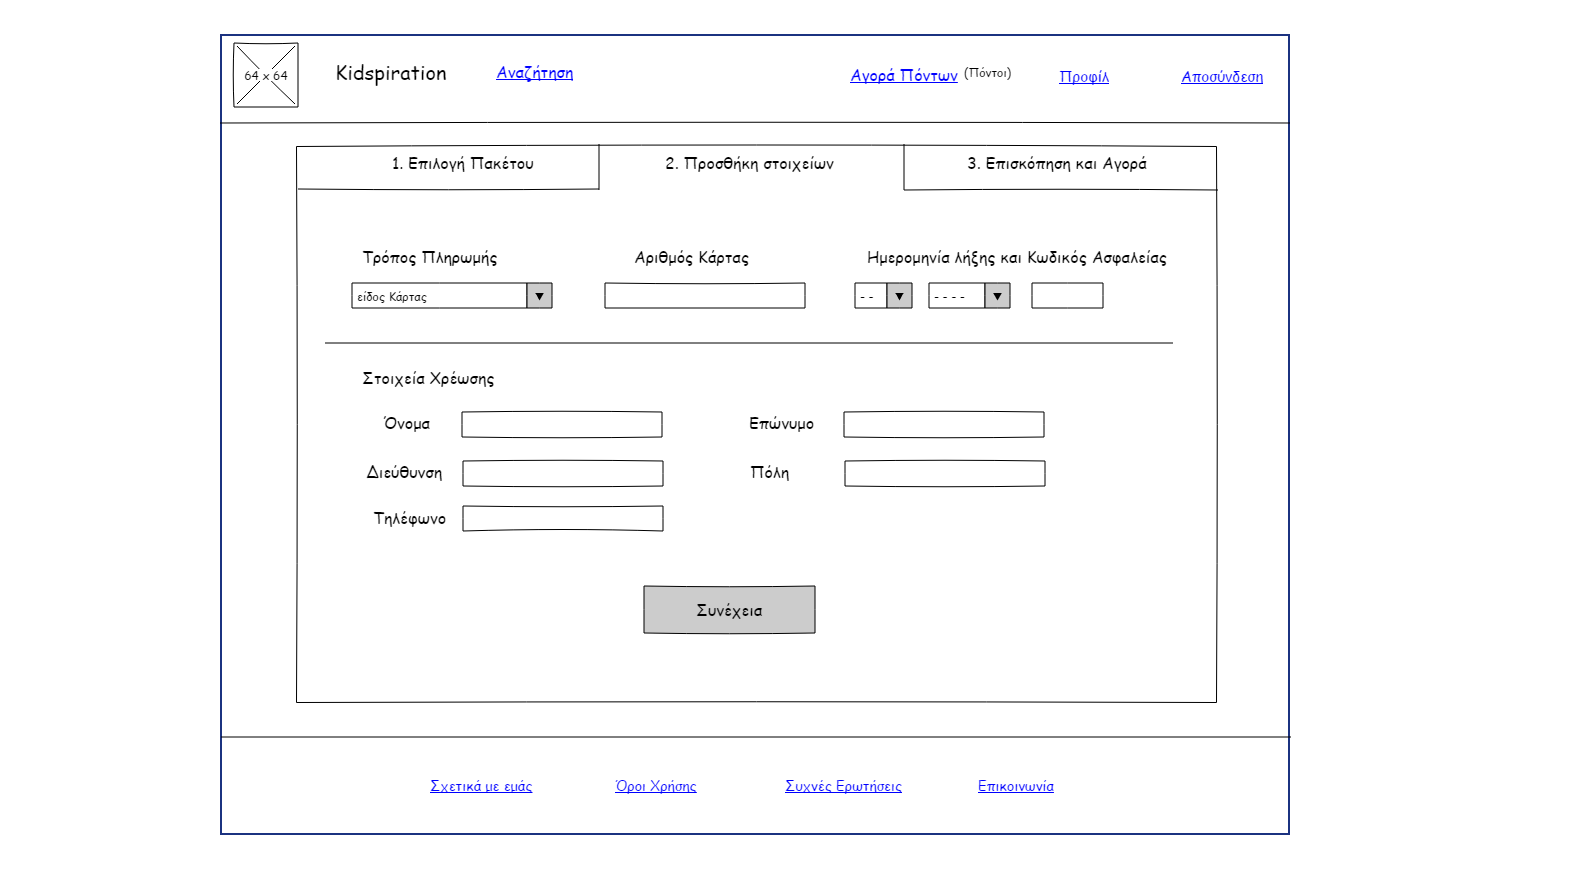 64 x 64
Kidspiration
Αναζήτηση
Αγορά Πόντων (Πόντοι)
Προφίλ
Αποσύνδεση
1. Επιλογή Πακέτου
2. Προσθήκη στοιχείων
3. Επισκόπηση και Αγορά
Τρόπος Πληρωμής
Αριθμός Κάρτας
Ημερομηνία λήξης και Κωδικός Ασφαλείας
είδος Κάρτας
- -
- - - -
Στοιχεία Χρέωσης
Όνομα
Επώνυμο
Διεύθυνση
Πόλη
Τηλέφωνο
Συνέχεια
Σχετικά με εμάς
Όροι Χρήσης
Συχνές Ερωτήσεις
Επικοινωνία